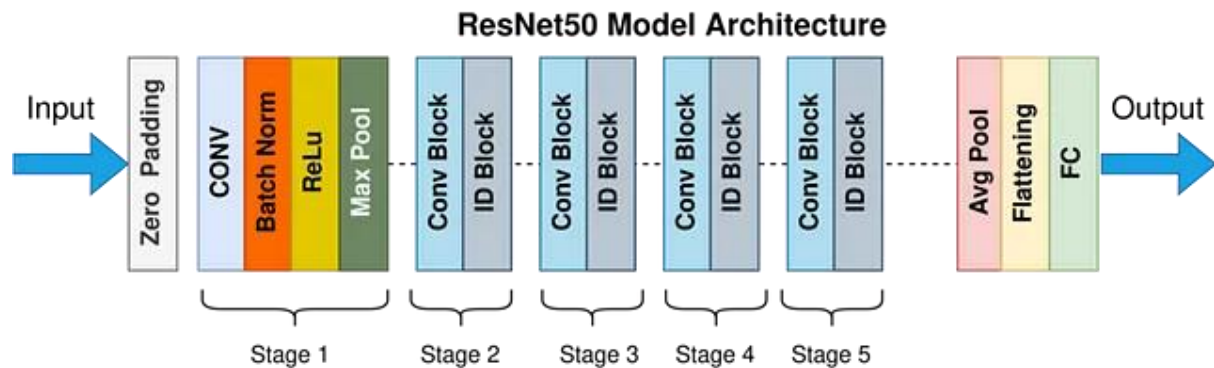 ResNet50 Model Architecture
Input
Zero Padding
CONV
Batch Norm
ReLu
Max Pool
Conv Block
ID Block
Conv Block
ID Block
Conv Block
ID Block
Conv Block
ID Block
Avg Pool
Flattening
FC
Output
Stage 1
Stage 2
Stage 3
Stage 4
Stage 5